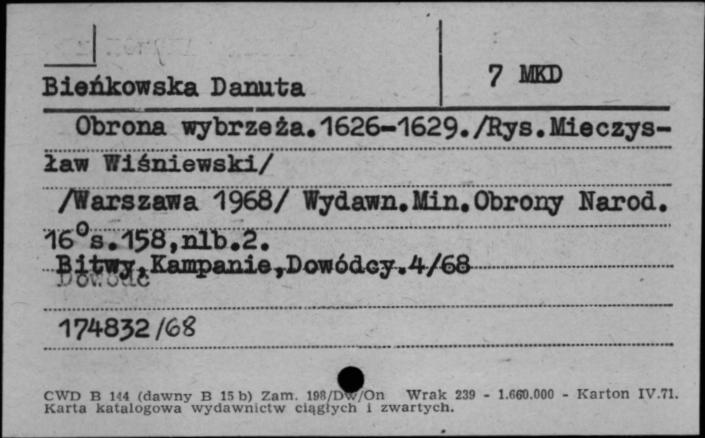 Bieńkowska Danuta
7 MKD
Obrona wybrzeża.1626-1629./Rys.Mieczys-
ław Wiśniewski/
/Warszawa 1968/ Wydawn.Min.Obrony Narod.
16°s.158,nlb.2.
Bitwy,Kampanie,Dowódcy.4/68
Dowódc
174832/68
CWD B 144 (dawny B 15 b) Zam. 198/DW/On Wrak 239 - 1.660.000 - Karton IV.71.
Karta katalogowa wydawnictw ciągłych i zwartych.